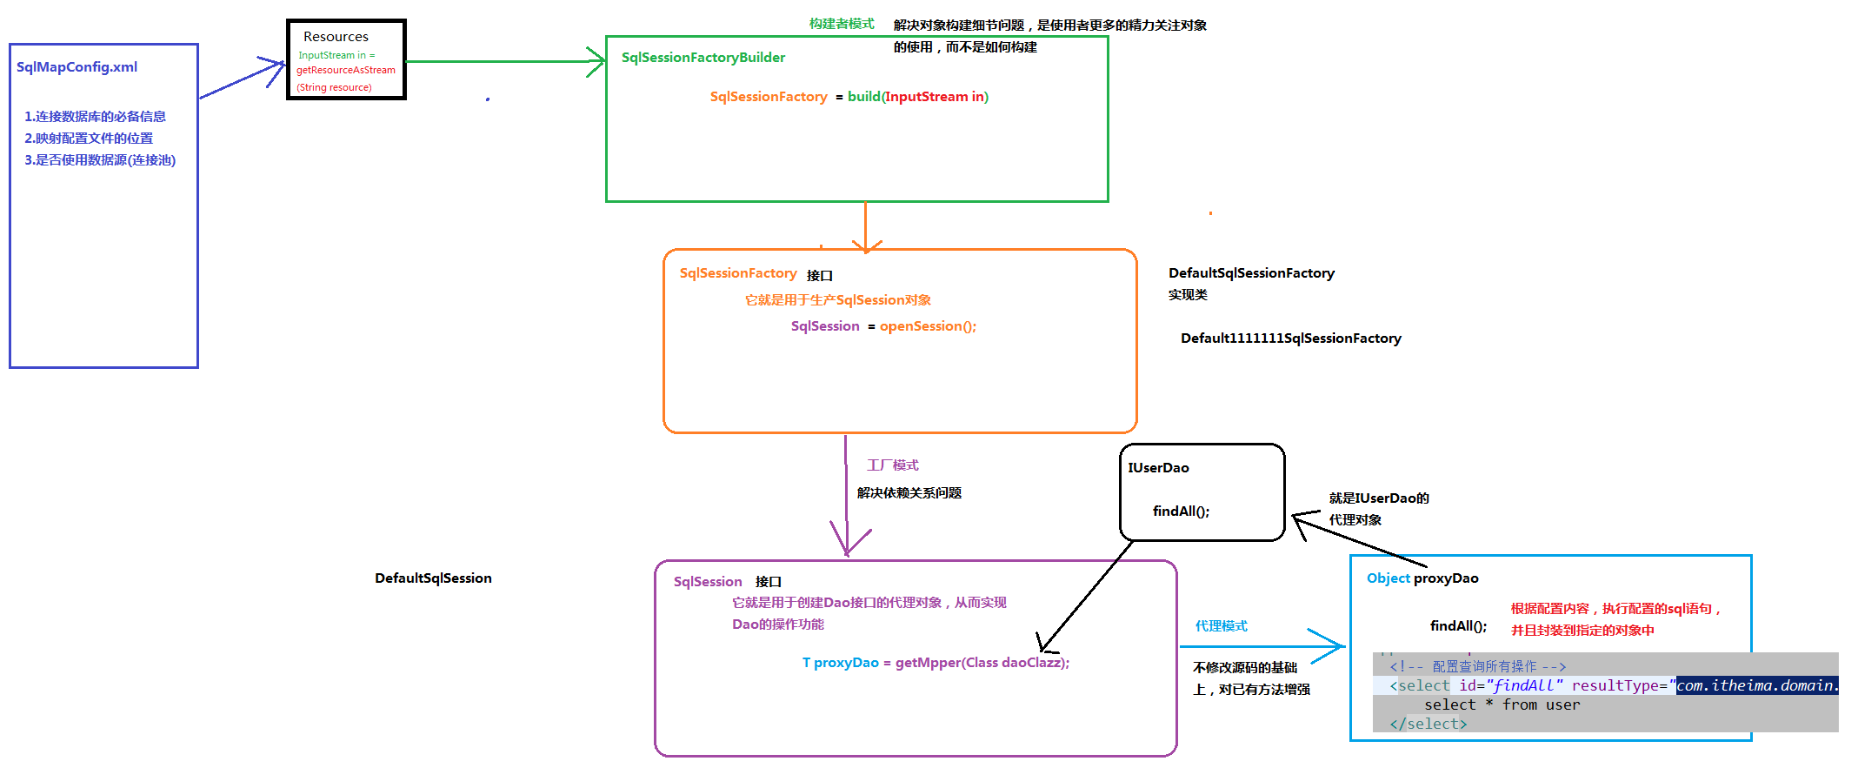 SqlMapConfig.xml
1.连接数据库的必备信息
2.映射配置文件的位置
3.是否使用数据源(连接池)
Resources
InputStream in =
getResourceAsStream
(String resource)
构建者模式
解决对象构建细节问题，是使用者更多的精力关注对象
的使用，而不是如何构建
SqlSessionFactoryBuilder
SqlSessionFactory = build(InputStream in)
SqlSessionFactory 接口
它就是用于生产SqlSession对象
SqlSession = openSession();
DefaultSqlSessionFactory
实现类
Default1111111SqlSessionFactory
工厂模式
解决依赖关系问题
IUserDao
findAll();
就是IUserDao的
代理对象
DefaultSqlSession
SqlSession 接口
它就是用于创建Dao接口的代理对象，从而实现
Dao的操作功能
T proxyDao = getMpper(Class daoClazz);
代理模式
不修改源码的基础
上，对已有方法增强
Object proxyDao
findAll();
根据配置内容，执行配置的sql语句，
并且封装到指定的对象中
<!-- 配置查询所有操作 -->
<select id="findAll" resultType="com.itheima.domain.
select * from user
</select>